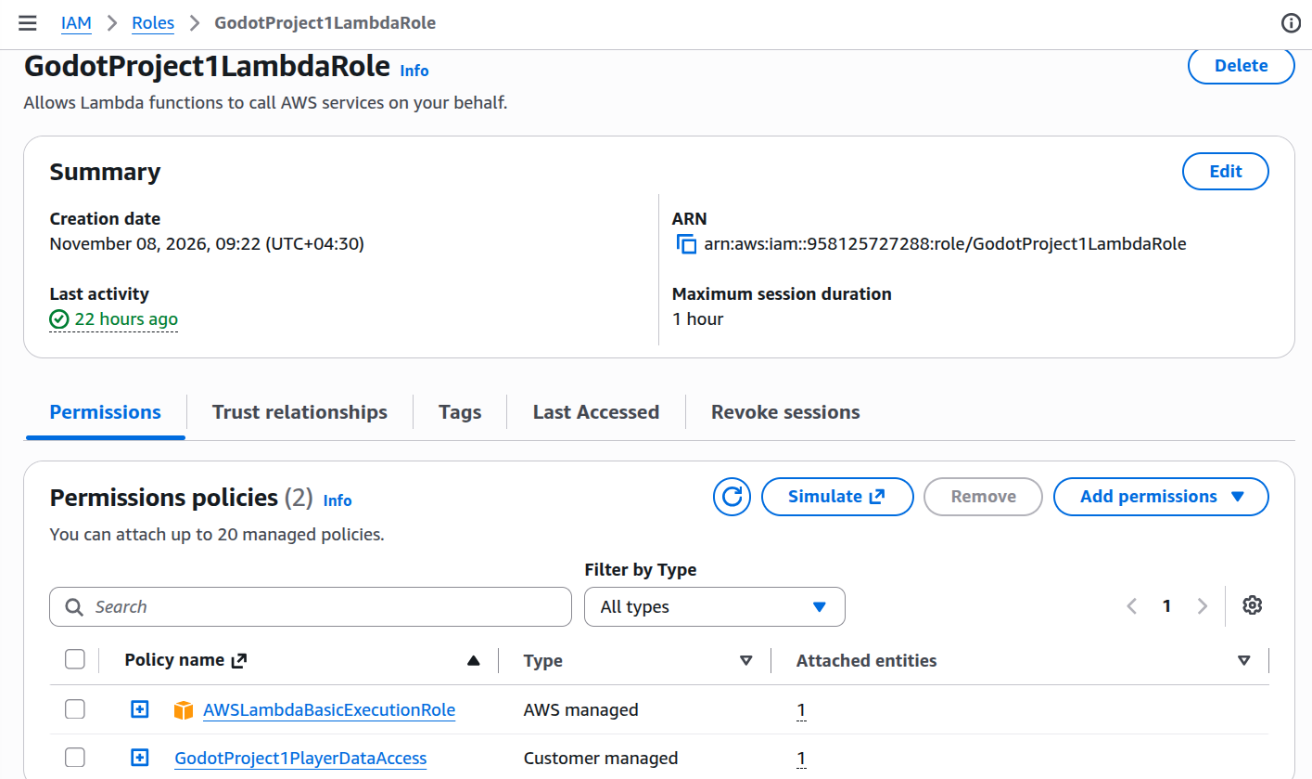 IAM > Roles > GodotProject1LambdaRole
GodotProject1LambdaRole Info
Delete
Allows Lambda functions to call AWS services on your behalf.
Summary
Edit
Creation date
November 08, 2026, 09:22 (UTC+04:30)
ARN
arn:aws:iam::958125727288:role/GodotProject1LambdaRole
Last activity
22 hours ago
Maximum session duration
1 hour
Permissions
Trust relationships
Tags
Last Accessed
Revoke sessions
Permissions policies (2) Info
Simulate
Remove
Add permissions
You can attach up to 20 managed policies.
Filter by Type
Search
All types
1
Policy name
Type
Attached entities
AWSLambdaBasicExecutionRole
AWS managed
1
GodotProject1PlayerDataAccess
Customer managed
1